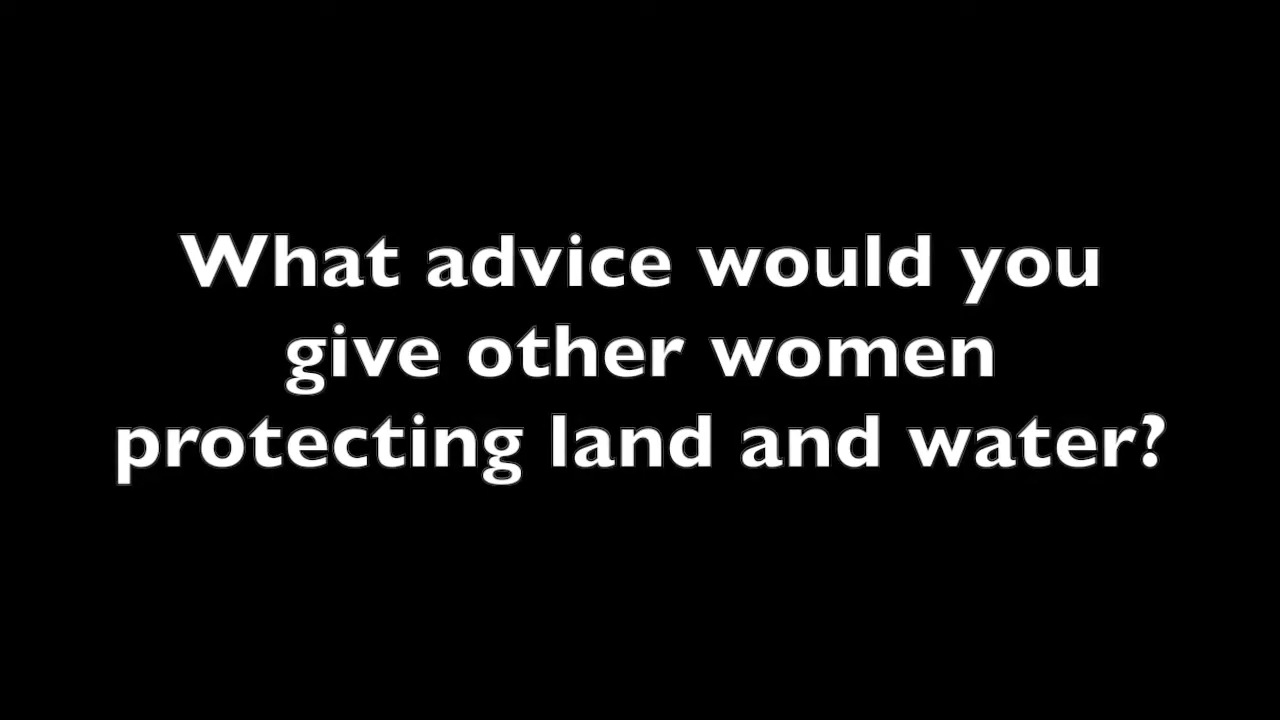 What advice would you
give other women
protecting land and water?